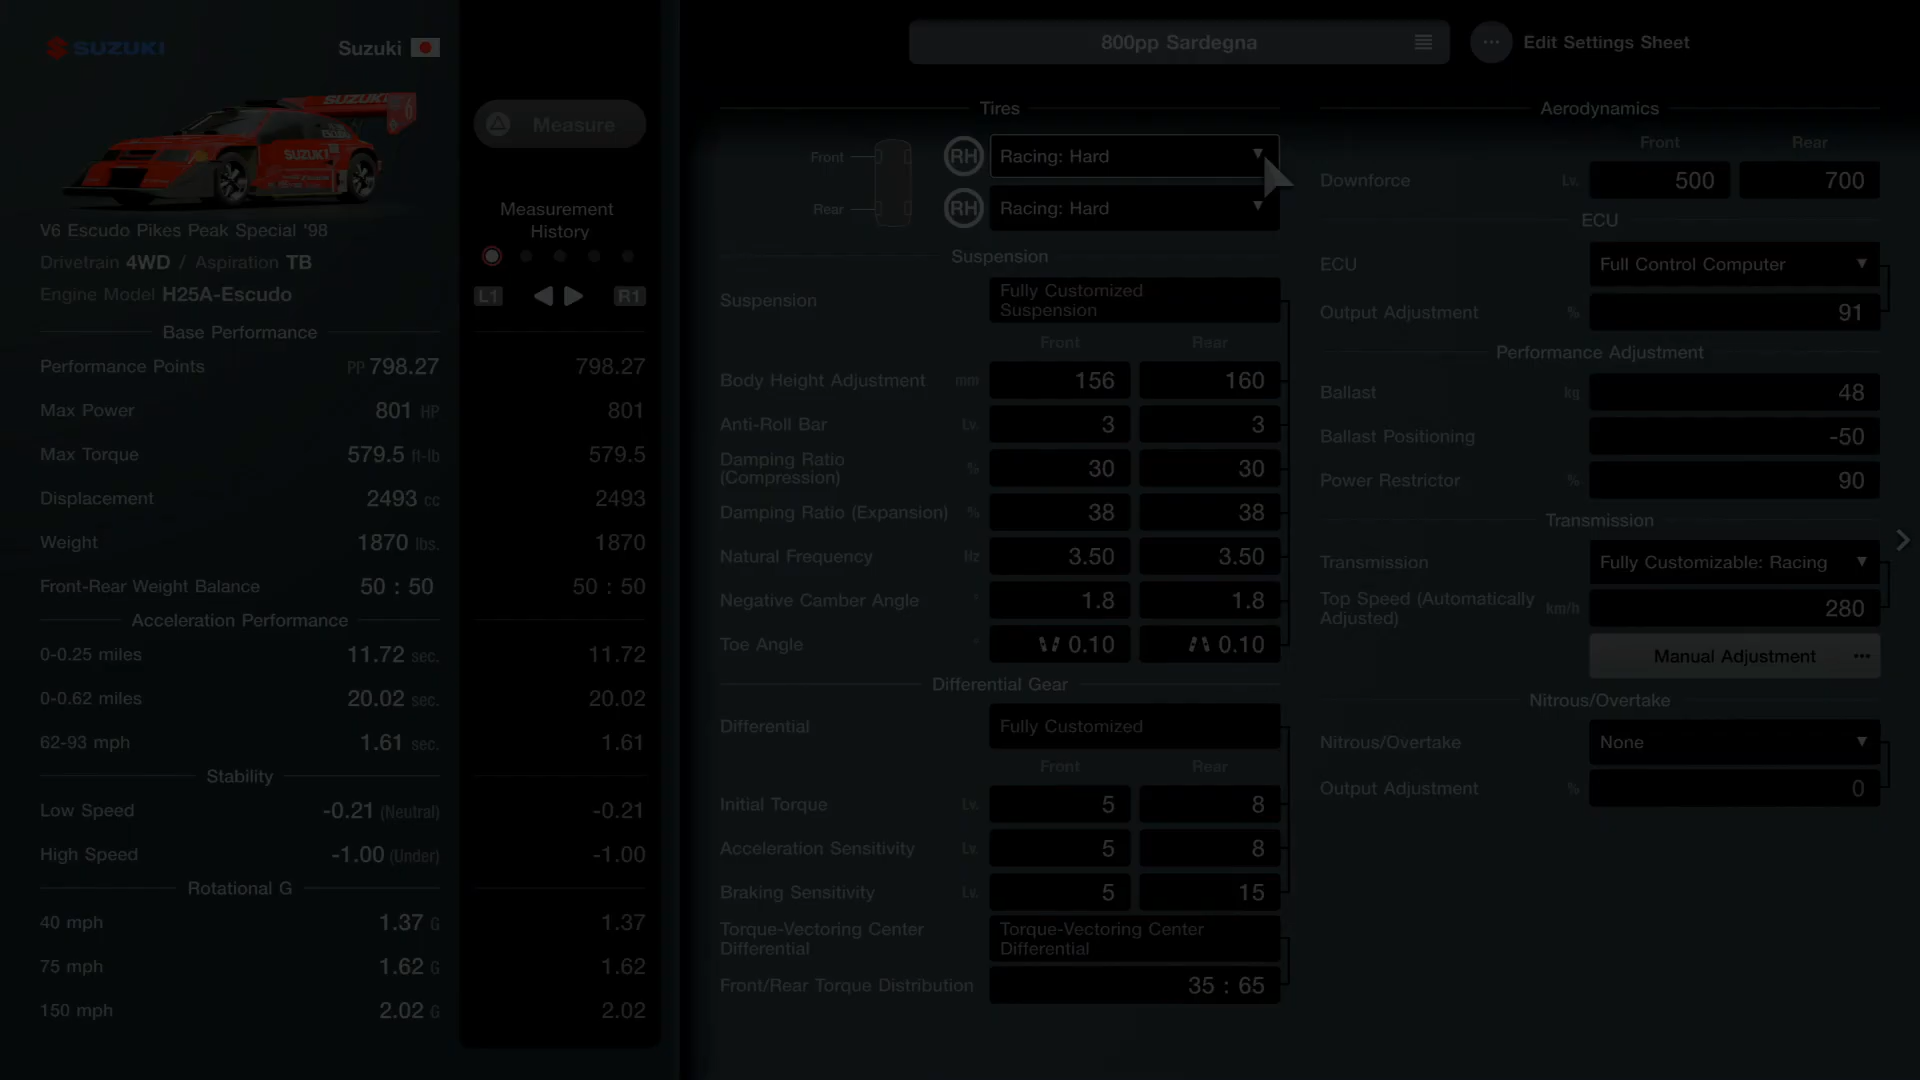 SUZUKI
Suzuki
V6 Escudo Pikes Peak Special '98
Drivetrain 4WD / Aspiration TB
Engine Model H25A-Escudo
Base Performance
Performance Points PP 798.27
Max Power 801 HP
Max Torque 579.5 ft-lb
Displacement 2493 cc
Weight 1870 lbs.
Front-Rear Weight Balance 50 : 50
Acceleration Performance
0-0.25 miles 11.72 sec.
0-0.62 miles 20.02 sec.
62-93 mph 1.61 sec.
Stability
Low Speed -0.21 (Neutral)
High Speed -1.00 (Under)
Rotational G
40 mph 1.37 G
75 mph 1.62 G
150 mph 2.02 G
Measure
Measurement
History
L1 R1
798.27
801
579.5
2493
1870
50 : 50
11.72
20.02
1.61
-0.21
-1.00
1.37
1.62
2.02
800pp Sardegna
Edit Settings Sheet
Tires
Front RH Racing: Hard
Rear RH Racing: Hard
Suspension
Suspension Fully Customized
Suspension
Front Rear
Body Height Adjustment mm 156 160
Anti-Roll Bar Lv. 3 3
Damping Ratio
(Compression) % 30 30
Damping Ratio (Expansion) % 38 38
Natural Frequency Hz 3.50 3.50
Negative Camber Angle ° 1.8 1.8
Toe Angle ° 0.10 0.10
Differential Gear
Differential Fully Customized
Front Rear
Initial Torque Lv. 5 8
Acceleration Sensitivity Lv. 5 8
Braking Sensitivity Lv. 5 15
Torque-Vectoring Center
Differential
Torque-Vectoring Center
Differential
Front/Rear Torque Distribution 35 : 65
Aerodynamics
Front Rear
Downforce Lv. 500 700
ECU
ECU Full Control Computer
Output Adjustment % 91
Performance Adjustment
Ballast kg 48
Ballast Positioning -50
Power Restrictor % 90
Transmission
Transmission Fully Customizable: Racing
Top Speed (Automatically
Adjusted) km/h 280
Manual Adjustment
Nitrous/Overtake
Nitrous/Overtake None
Output Adjustment % 0